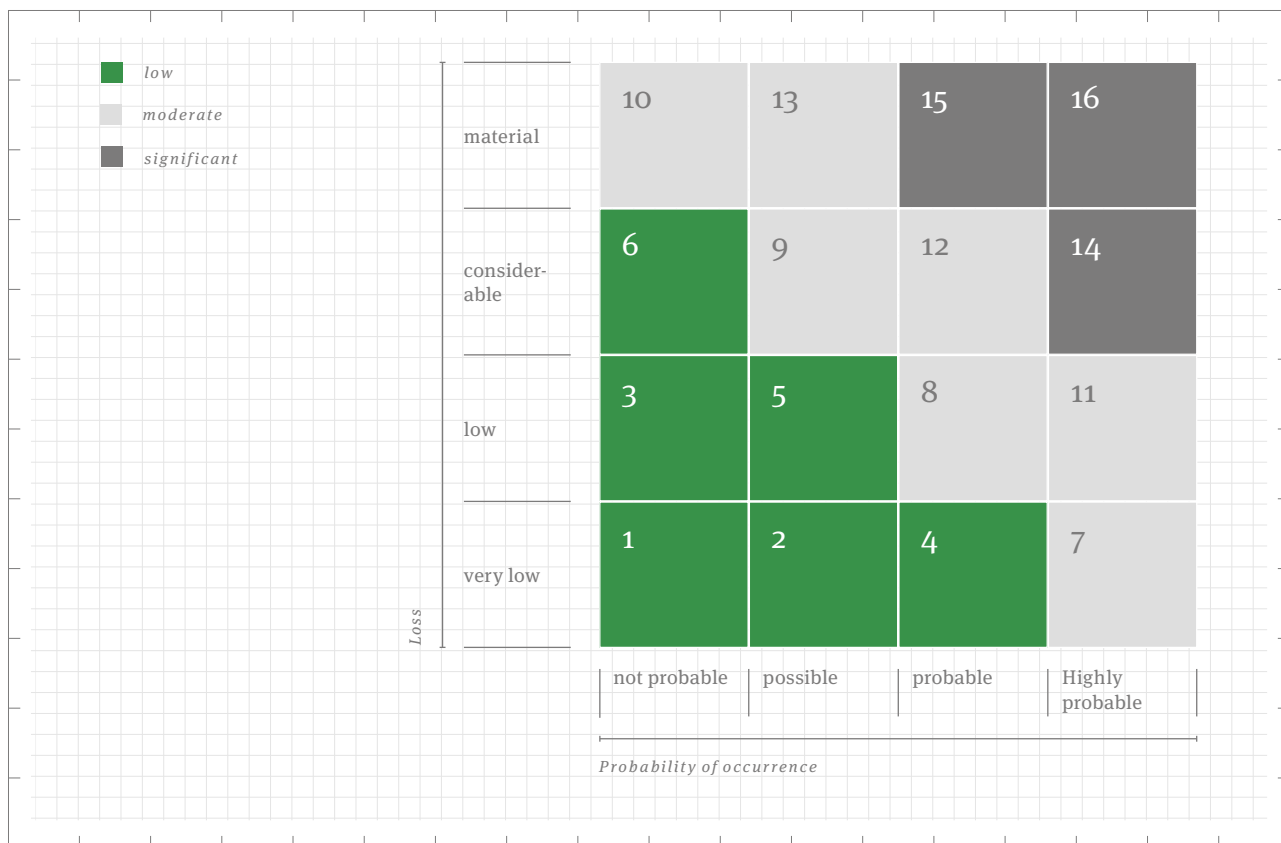 low
moderate
significant
10 13 15 16
material
6 9 12 14
consider-
able
3 5 8 11
low
1 2 4 7
very low
Loss
not probable possible probable Highly
probable
Probability of occurrence